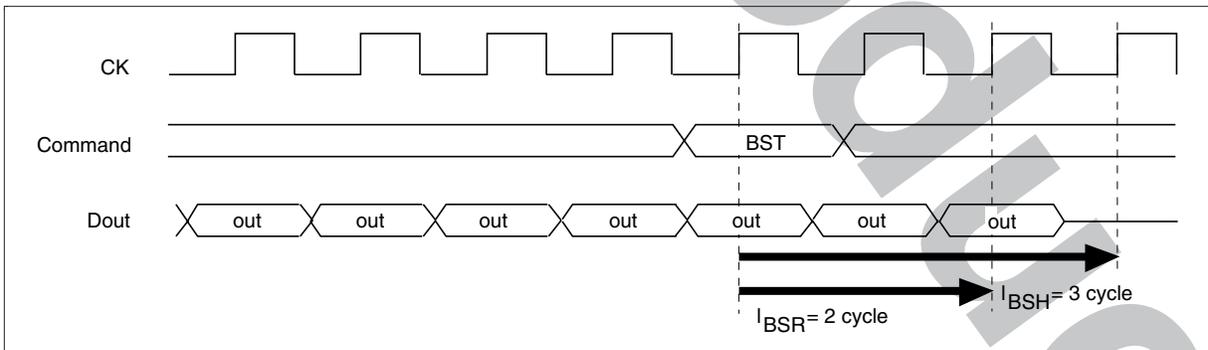 CK
Command
BST
Dout
out out out out out out out
lBSH= 3 cycle
lBSR= 2 cycle